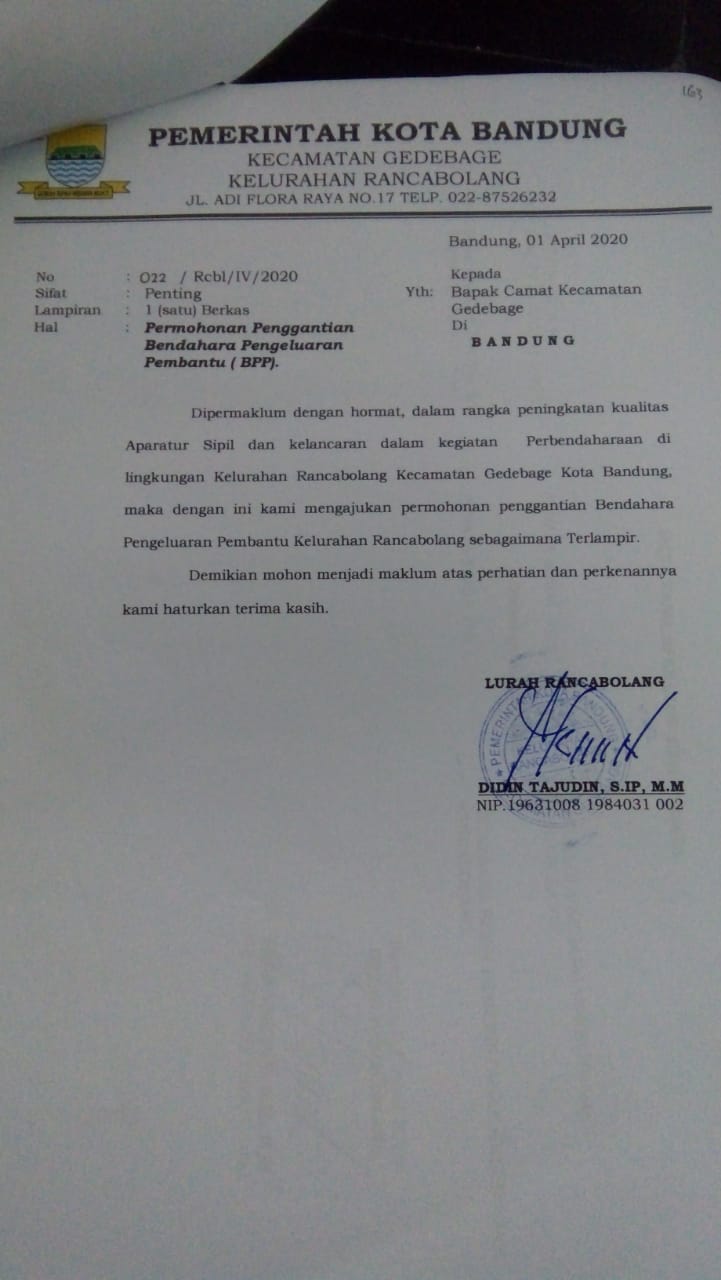 163
PEMERINTAH KOTA BANDUNG
KECAMATAN GEDEBAGE
KELURAHAN RANCABOLANG
JL. ADI FLORA RAYA NO.17 TELP. 022-87526232
Bandung, 01 April 2020
No : 022 / Rcbl/IV/2020
Sifat : Penting
Lampiran : 1 (satu) Berkas
Hal : Permohonan Penggantian
Bendahara Pengeluaran
Pembantu ( BPP).
Kepada
Yth: Bapak Camat Kecamatan
Gedebage
Di
BANDUNG
Dipermaklum dengan hormat, dalam rangka peningkatan kualitas
Aparatur Sipil dan kelancaran dalam kegiatan Perbendaharaan di
lingkungan Kelurahan Rancabolang Kecamatan Gedebage Kota Bandung,
maka dengan ini kami mengajukan permohonan penggantian Bendahara
Pengeluaran Pembantu Kelurahan Rancabolang sebagaimana Terlampir.
Demikian mohon menjadi maklum atas perhatian dan perkenannya
kami haturkan terima kasih.
LURAH RANCABOLANG
DIDIN TAJUDIN, S.IP, M.M
NIP.19631008 1984031 002